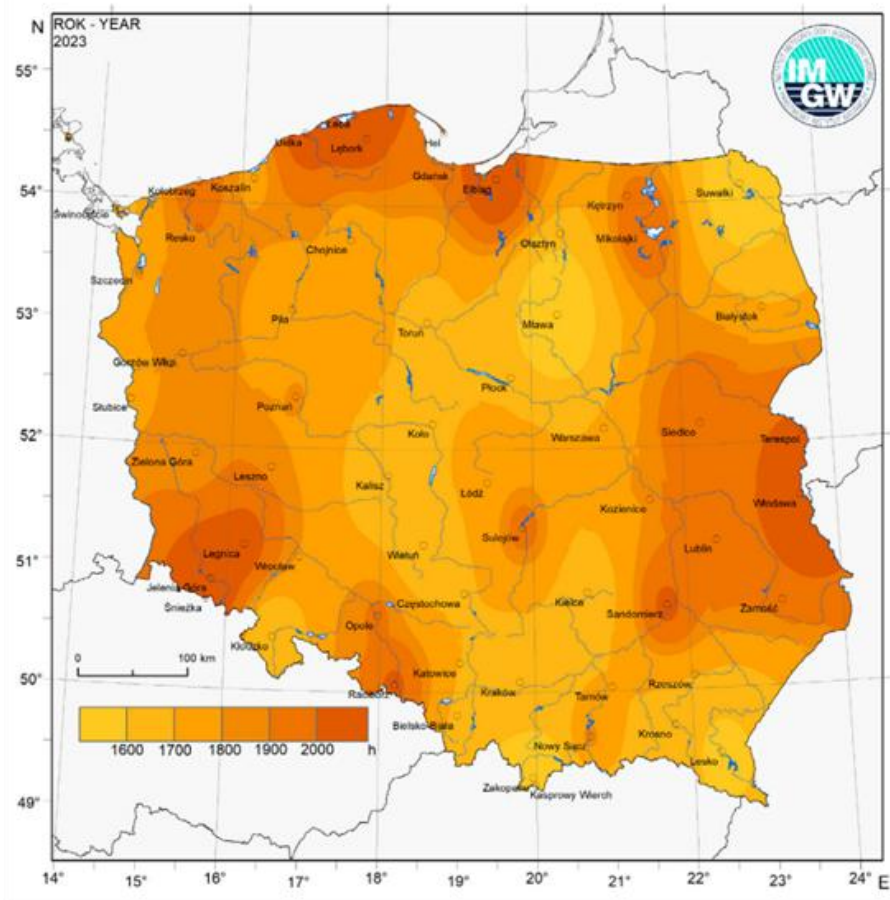 N
ROK - YEAR
2023
IM
GW
55°
54°
53°
52°
51°
50°
49°
Łeba
Ustka
Lębork
Hel
Gdańsk
Elbląg
Kołobrzeg
Koszalin
Świnoujście
Resko
Kętrzyn
Suwałki
Mikołajki
Olsztyn
Chojnice
Szczecin
Piła
Toruń
Mława
Białystok
Gorzów Wlkp.
Płock
Słubice
Poznań
Koło
Warszawa
Siedlce
Terespol
Zielona Góra
Leszno
Kalisz
Łódź
Kozienice
Włodawa
Sulejów
Legnica
Wieluń
Lublin
Wrocław
Jelenia Góra
Śnieżka
Częstochowa
Kielce
Sandomierz
Zamość
Opole
Kłodzko
0
100 km
Katowice
Racibórz
Kraków
Tarnów
Rzeszów
Bielsko-Biała
Nowy Sącz
Krosno
Lesko
Zakopane
Kasprowy Wierch
1600 1700 1800 1900 2000 h
14° 15° 16° 17° 18° 19° 20° 21° 22° 23° 24° E